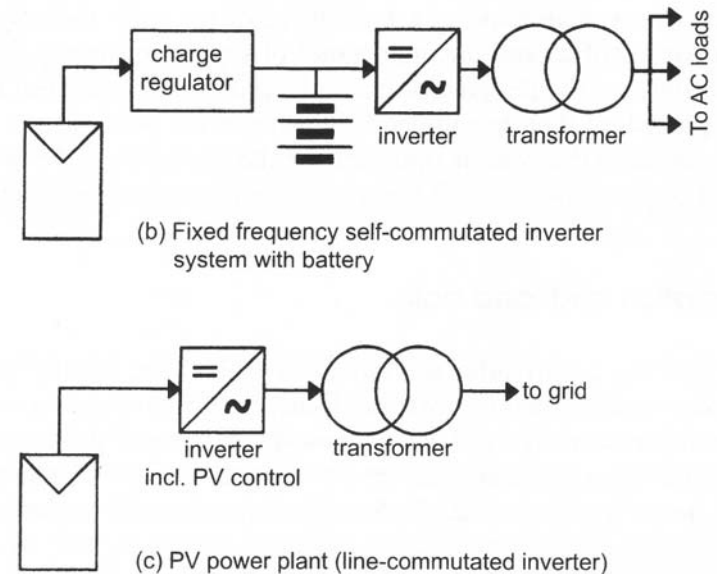 charge
regulator
=
~
inverter
transformer
To AC loads
(b) Fixed frequency self-commutated inverter
system with battery
=
~
inverter
incl. PV control
transformer
to grid
(c) PV power plant (line-commutated inverter)